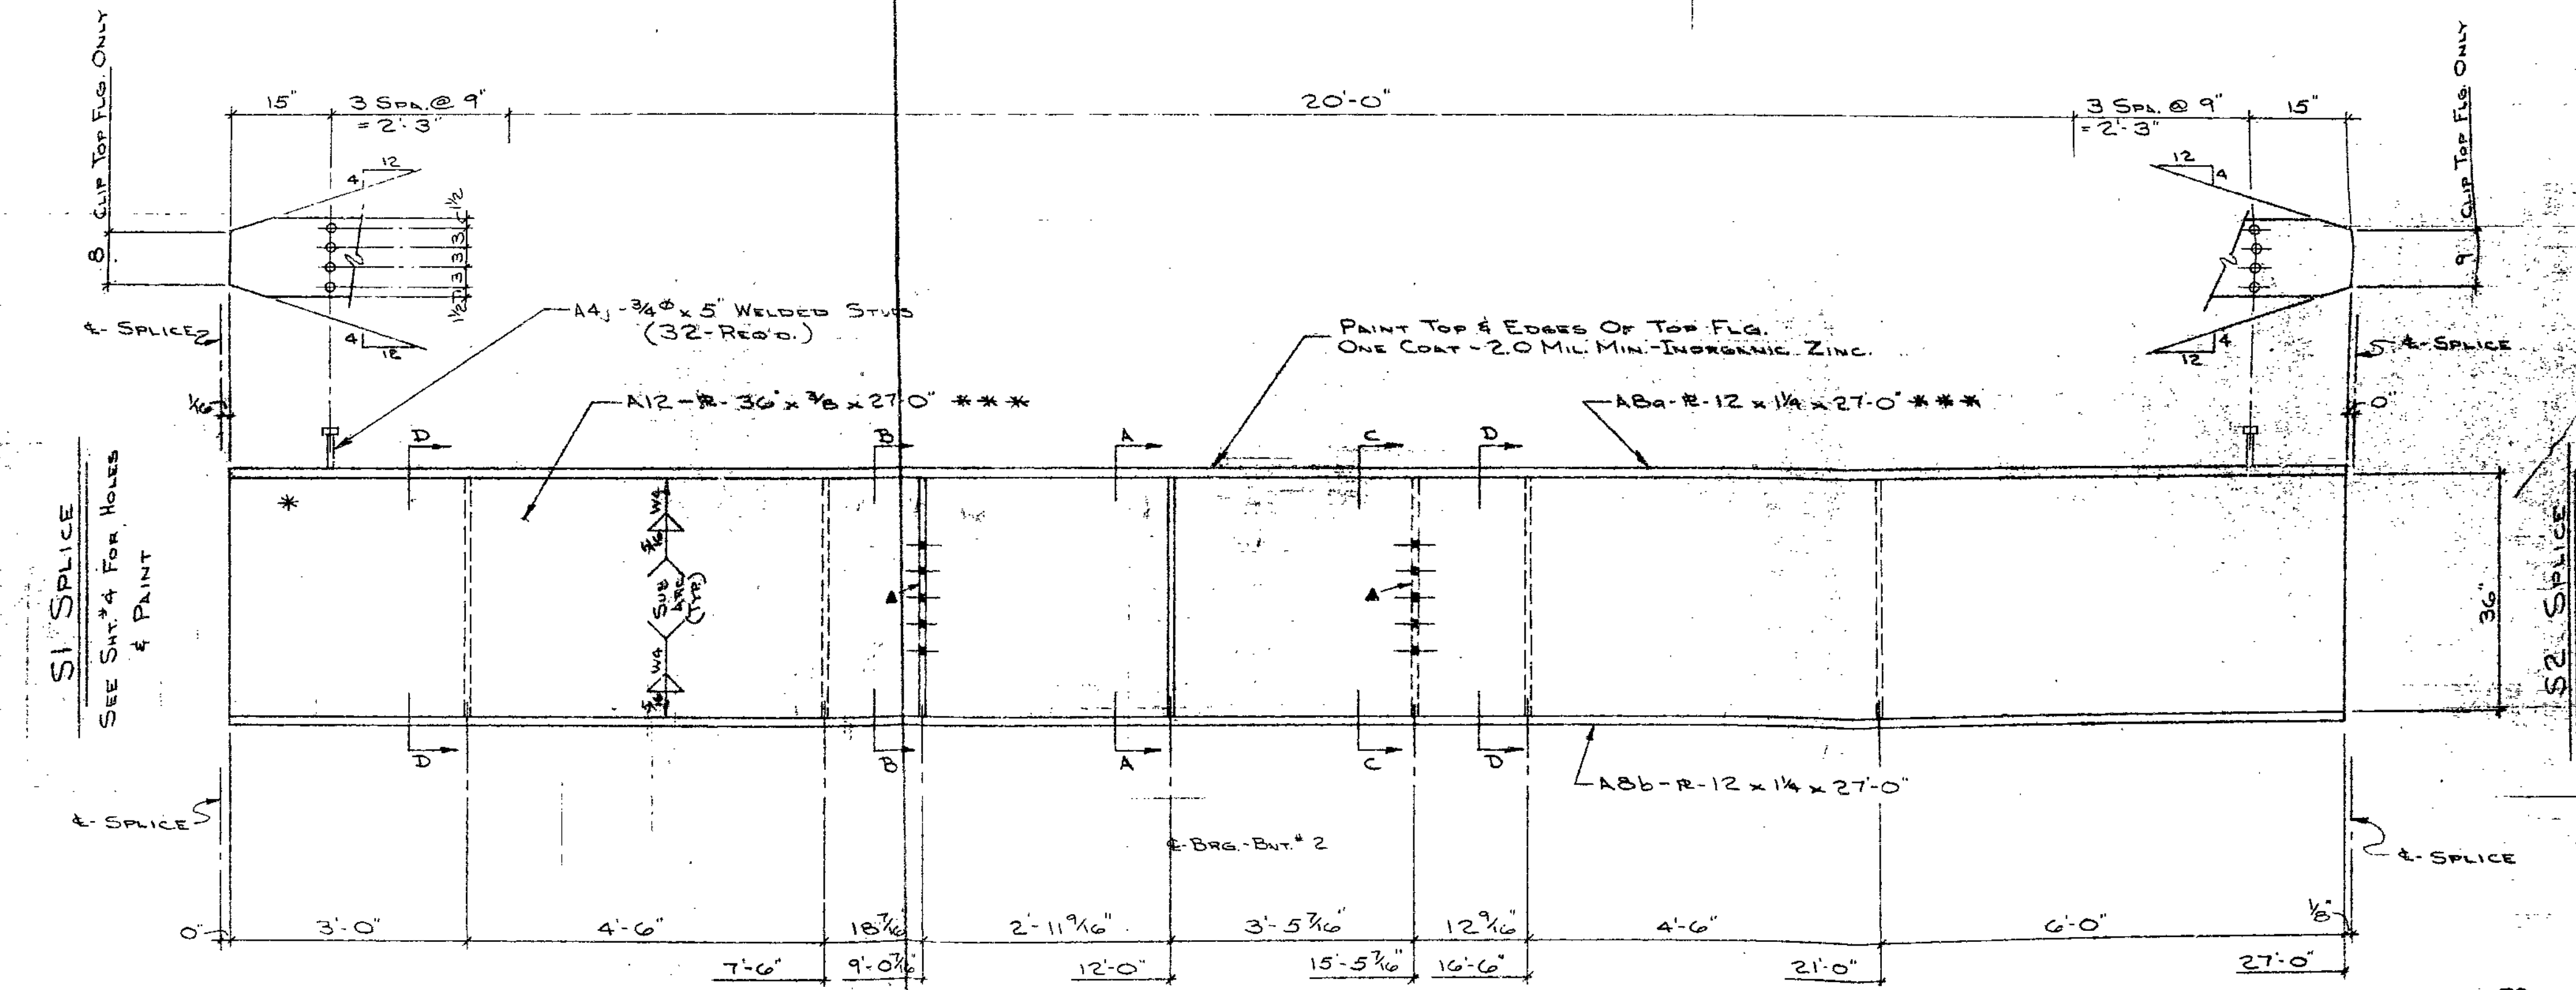 CLIP TOP FLG. ONLY
8
15"
3 SPA. @ 9"
= 2'-3"
20'-0"
3 SPA. @ 9"
= 2'-3"
15"
CLIP TOP FLG. ONLY
9
12
4
1½
3
3
3
1½
4
12
12
4
4
12
℄-SPLICE
A4j-¾φ x 5" WELDED STUDS
(32-REQ'D.)
PAINT TOP & EDGES OF TOP FLG.
ONE COAT-2.0 MIL. MIN.-INORGANIC ZINC.
℄-SPLICE
1/16
A12-PL-36" x 3/8 x 27'-0" ***
A8a-PL-12 x 1¼ x 27'-0" ***
0"
D
B
A
C
D
*
S1 SPLICE
SEE SHT. #4 FOR HOLES
& PAINT
5/16
W4
SUB
ARC
(TYP.)
5/16
W4
▲
▲
36"
S2 SPLICE
D
B
A
C
D
A8b-PL-12 x 1¼ x 27'-0"
℄-SPLICE
℄-BRG.-BNT. #2
℄-SPLICE
0"
3'-0"
4'-6"
18 7/16"
2'-11 9/16"
3'-5 7/16"
12 9/16"
4'-6"
6'-0"
1/8"
7'-6"
9'-0 7/16"
12'-0"
15'-5 7/16"
16'-6"
21'-0"
27'-0"